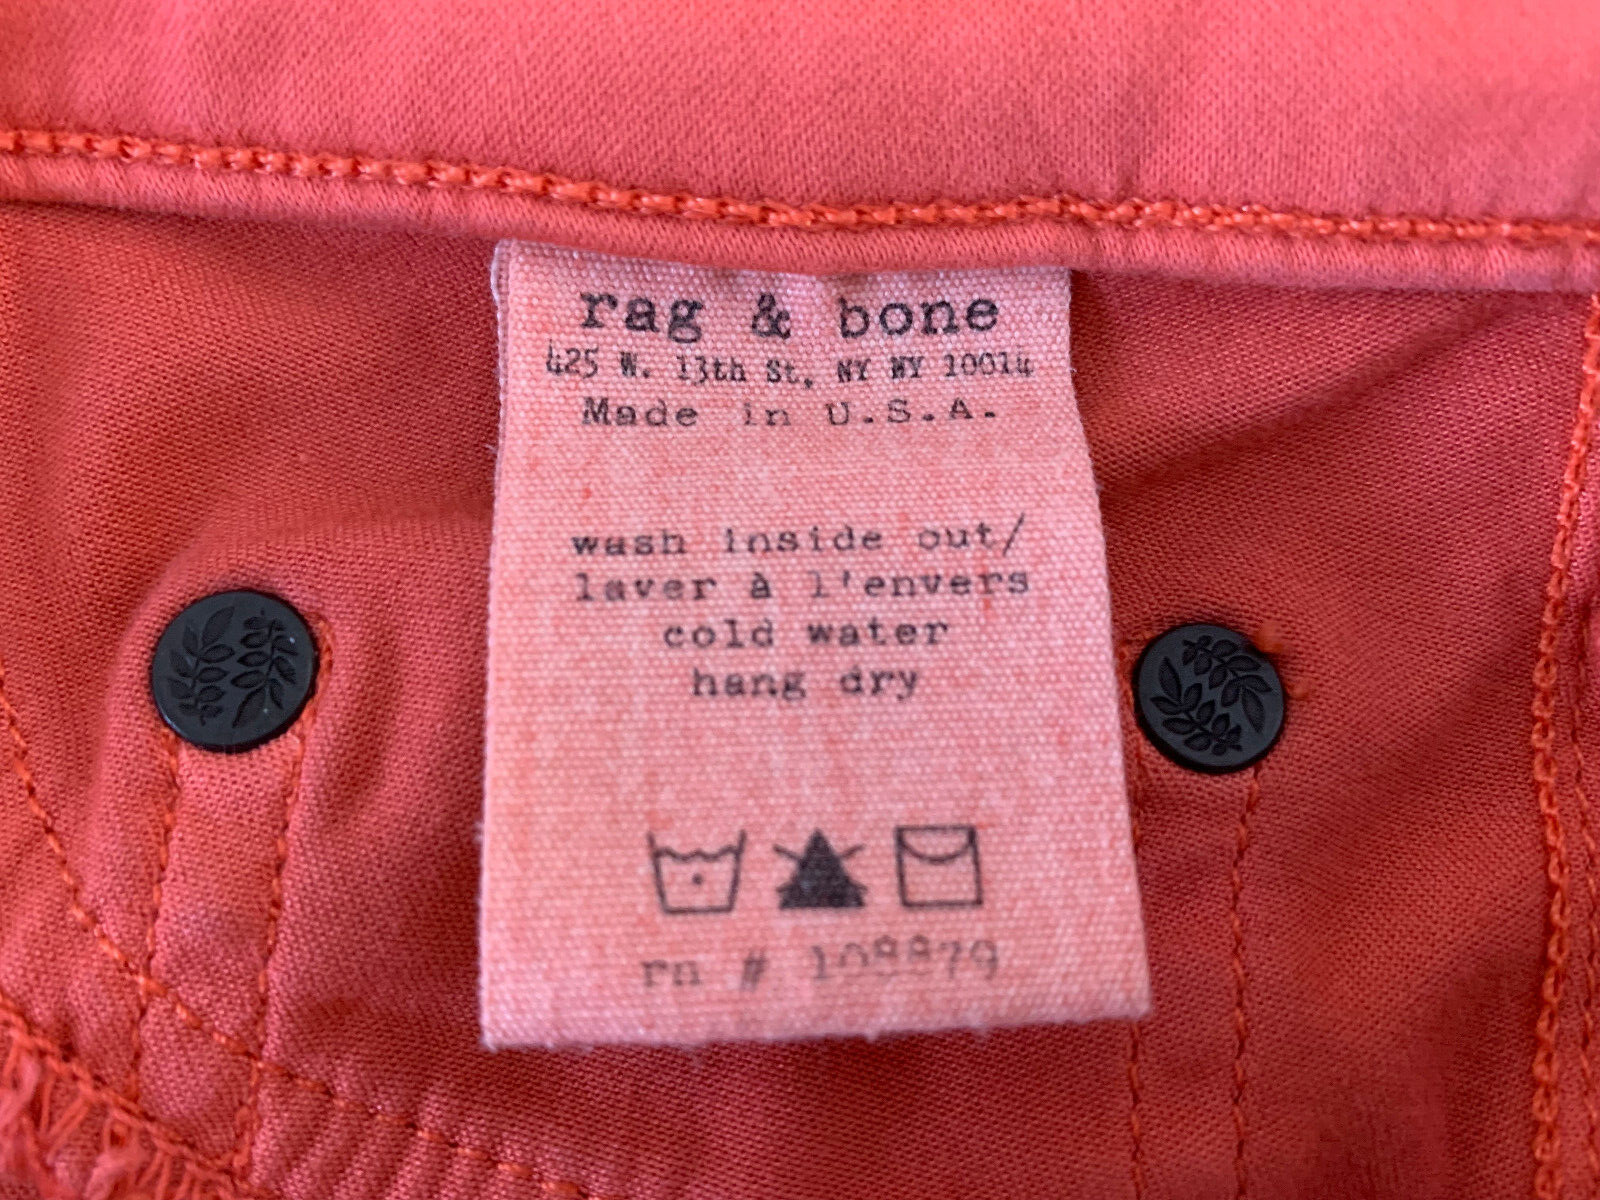 rag & bone
425 W. 13th St, NY NY 10014
Made in U.S.A.
wash inside out/
laver à l'envers
cold water
hang dry
rn # 108879